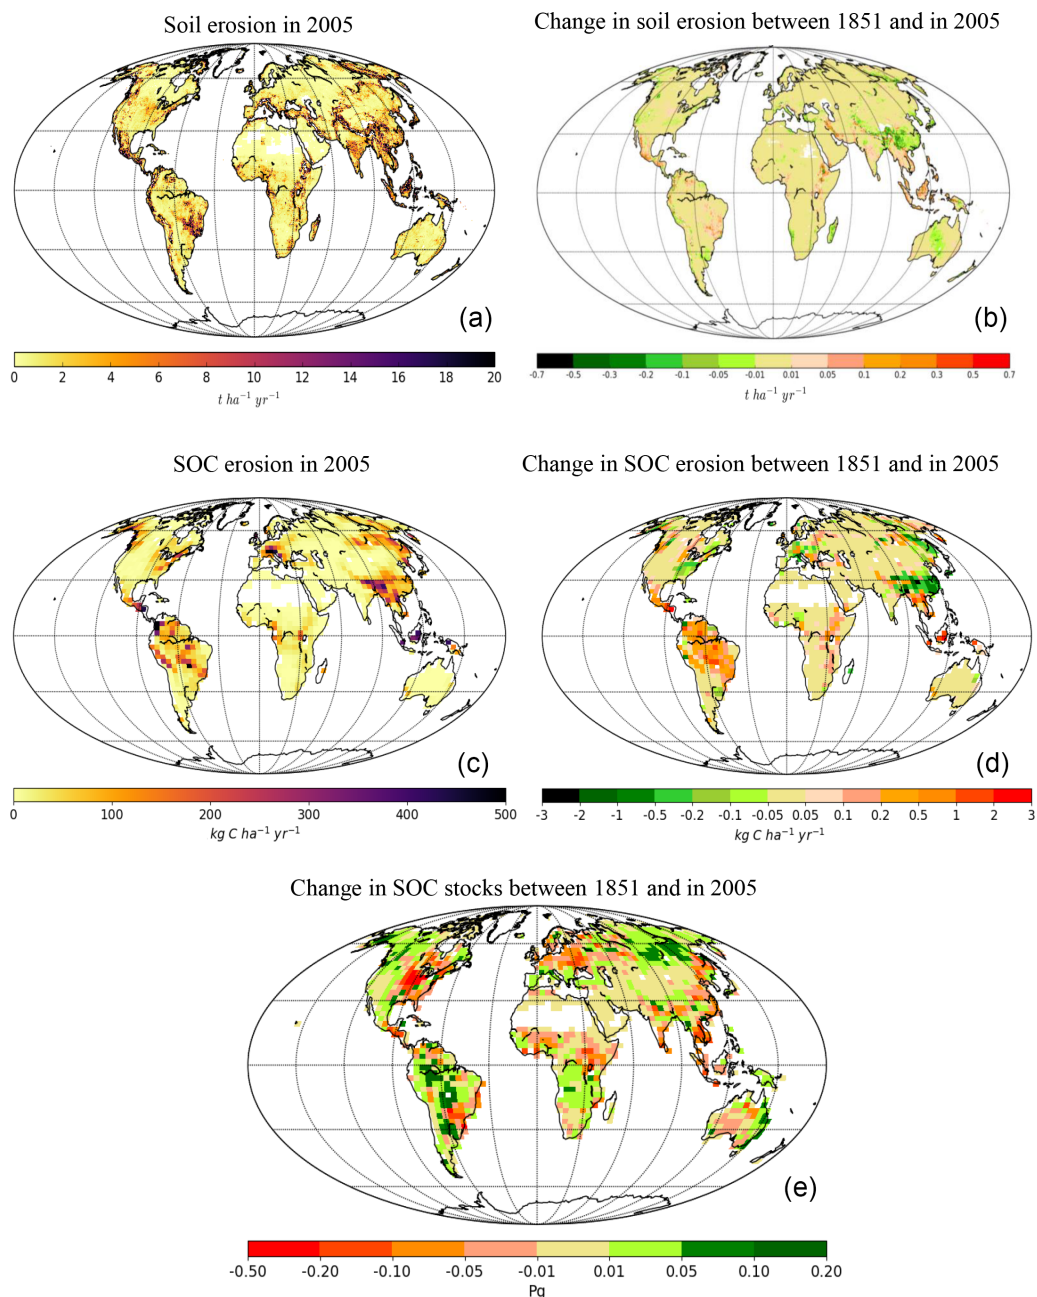 Soil erosion in 2005
Change in soil erosion between 1851 and in 2005
(a)
(b)
0 2 4 6 8 10 12 14 16 18 20
t ha⁻¹ yr⁻¹
-0.7 -0.5 -0.3 -0.2 -0.1 -0.05 -0.01 0.01 0.05 0.1 0.2 0.3 0.5 0.7
t ha⁻¹ yr⁻¹
SOC erosion in 2005
Change in SOC erosion between 1851 and in 2005
(c)
(d)
0 100 200 300 400 500
kg C ha⁻¹ yr⁻¹
-3 -2 -1 -0.5 -0.2 -0.1 -0.05 0.05 0.1 0.2 0.5 1 2 3
kg C ha⁻¹ yr⁻¹
Change in SOC stocks between 1851 and in 2005
(e)
-0.50 -0.20 -0.10 -0.05 -0.01 0.01 0.05 0.10 0.20
Pg